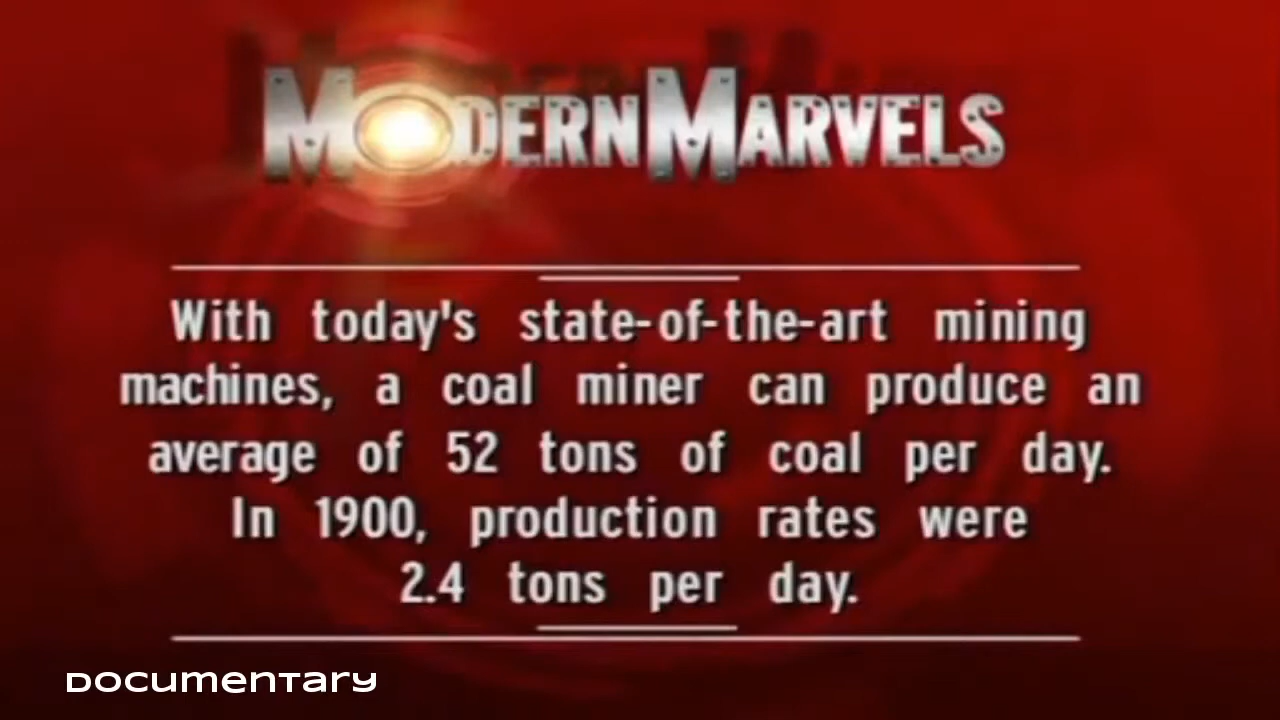 MODERN MARVELS
With today's state-of-the-art mining
machines, a coal miner can produce an
average of 52 tons of coal per day.
In 1900, production rates were
2.4 tons per day.
Documentary